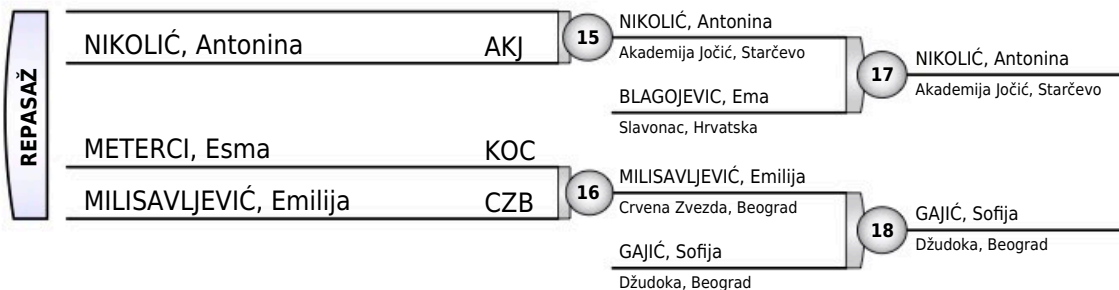 REPASAŽ
NIKOLIĆ, Antonina AKJ
METERCI, Esma KOC
MILISAVLJEVIĆ, Emilija CZB
15
NIKOLIĆ, Antonina
Akademija Jočić, Starčevo
BLAGOJEVIC, Ema
Slavonac, Hrvatska
16
MILISAVLJEVIĆ, Emilija
Crvena Zvezda, Beograd
GAJIĆ, Sofija
Džudoka, Beograd
17
NIKOLIĆ, Antonina
Akademija Jočić, Starčevo
18
GAJIĆ, Sofija
Džudoka, Beograd